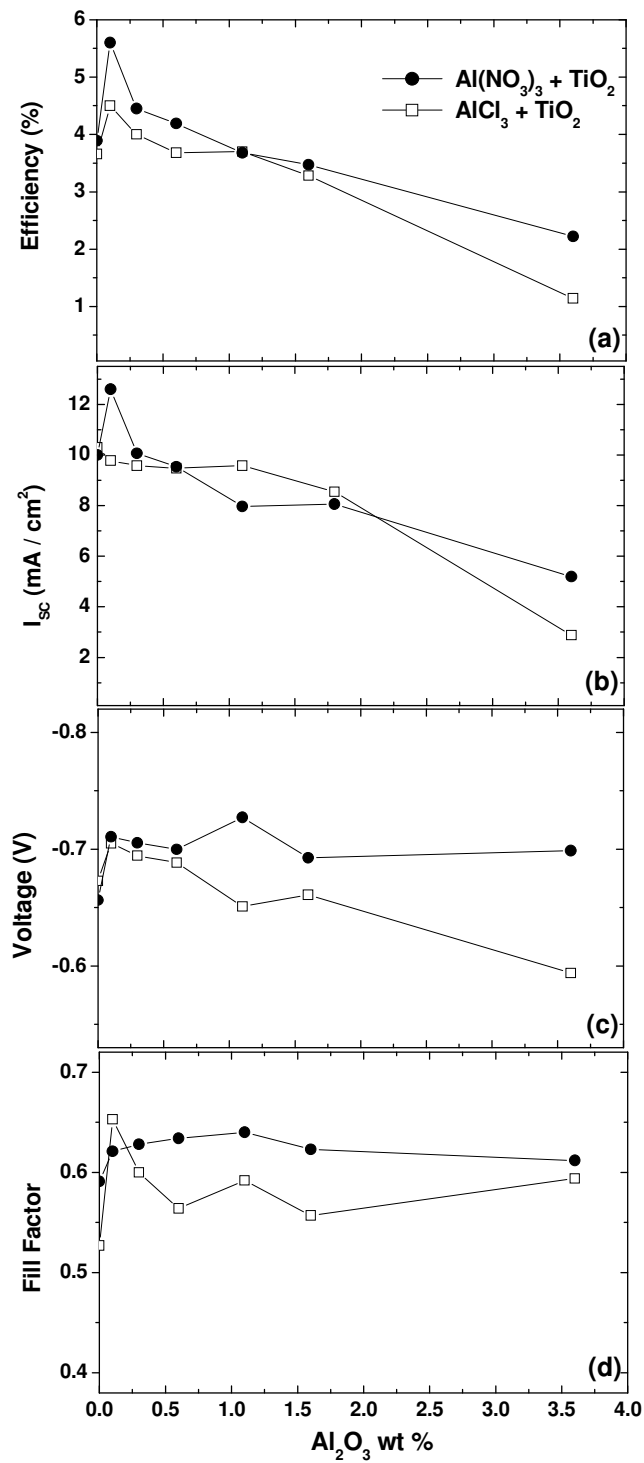 6
5
4
3
2
1
Efficiency (%)
Al(NO₃)₃ + TiO₂
AlCl₃ + TiO₂
(a)
12
10
8
6
4
2
I_SC (mA / cm²)
(b)
-0.8
-0.7
-0.6
Voltage (V)
(c)
0.7
0.6
0.5
0.4
Fill Factor
(d)
0.0 0.5 1.0 1.5 2.0 2.5 3.0 3.5 4.0
Al₂O₃ wt %